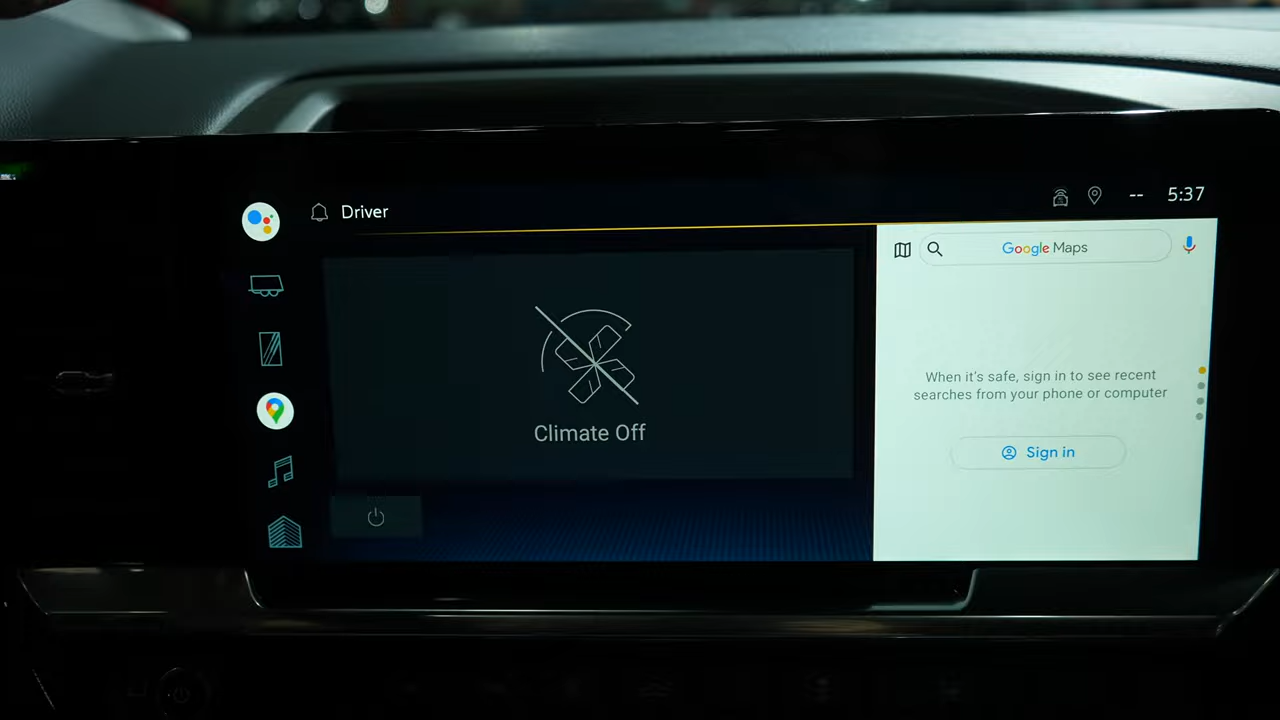 Driver
--
5:37
Google Maps
When it's safe, sign in to see recent
searches from your phone or computer
Sign in
Climate Off